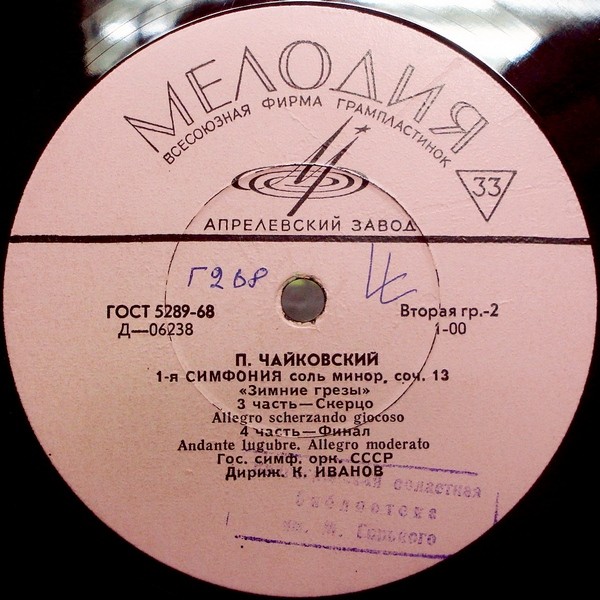 МЕЛОДИЯ
ВСЕСОЮЗНАЯ ФИРМА ГРАМПЛАСТИНОК
33
АПРЕЛЕВСКИЙ ЗАВОД
Г268
ГОСТ 5289-68
Д—06238
Вторая гр.-2
1-00
П. ЧАЙКОВСКИЙ
1-я СИМФОНИЯ соль минор, соч. 13
«Зимние грезы»
3 часть—Скерцо
Allegro scherzando giocoso
4 часть—Финал
Andante lugubre. Allegro moderato
Гос. симф. орк. СССР
Дириж. К. ИВАНОВ
областная
библиотека
им. М. Горького